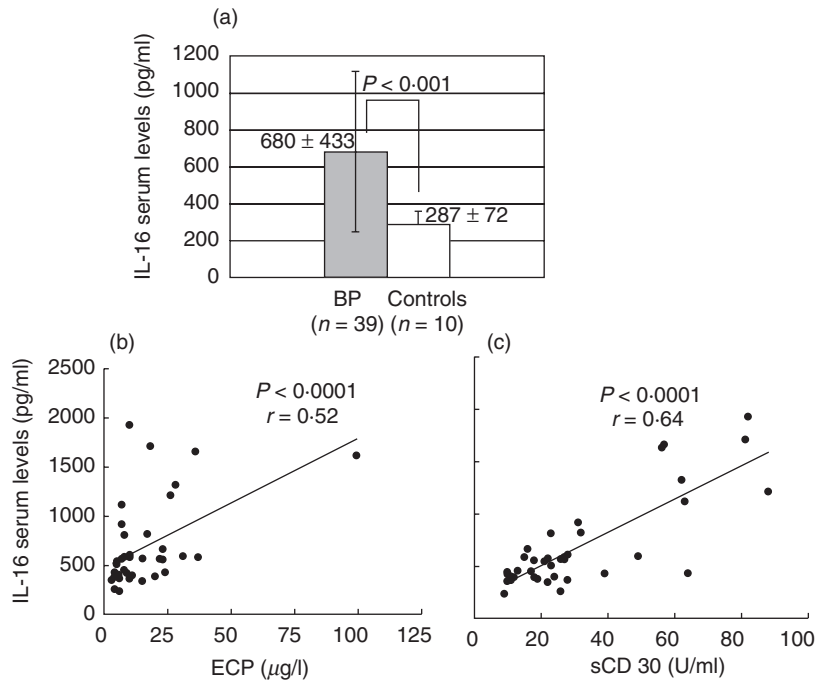 (a)
IL-16 serum levels (pg/ml)
1200
1000
800
600
400
200
0
P < 0·001
680 ± 433
287 ± 72
BP Controls
(n = 39) (n = 10)
(b)
IL-16 serum levels (pg/ml)
2500
2000
1500
1000
500
0
P < 0·0001
r = 0·52
0 25 50 75 100 125
ECP (μg/l)
(c)
P < 0·0001
r = 0·64
0 20 40 60 80 100
sCD 30 (U/ml)